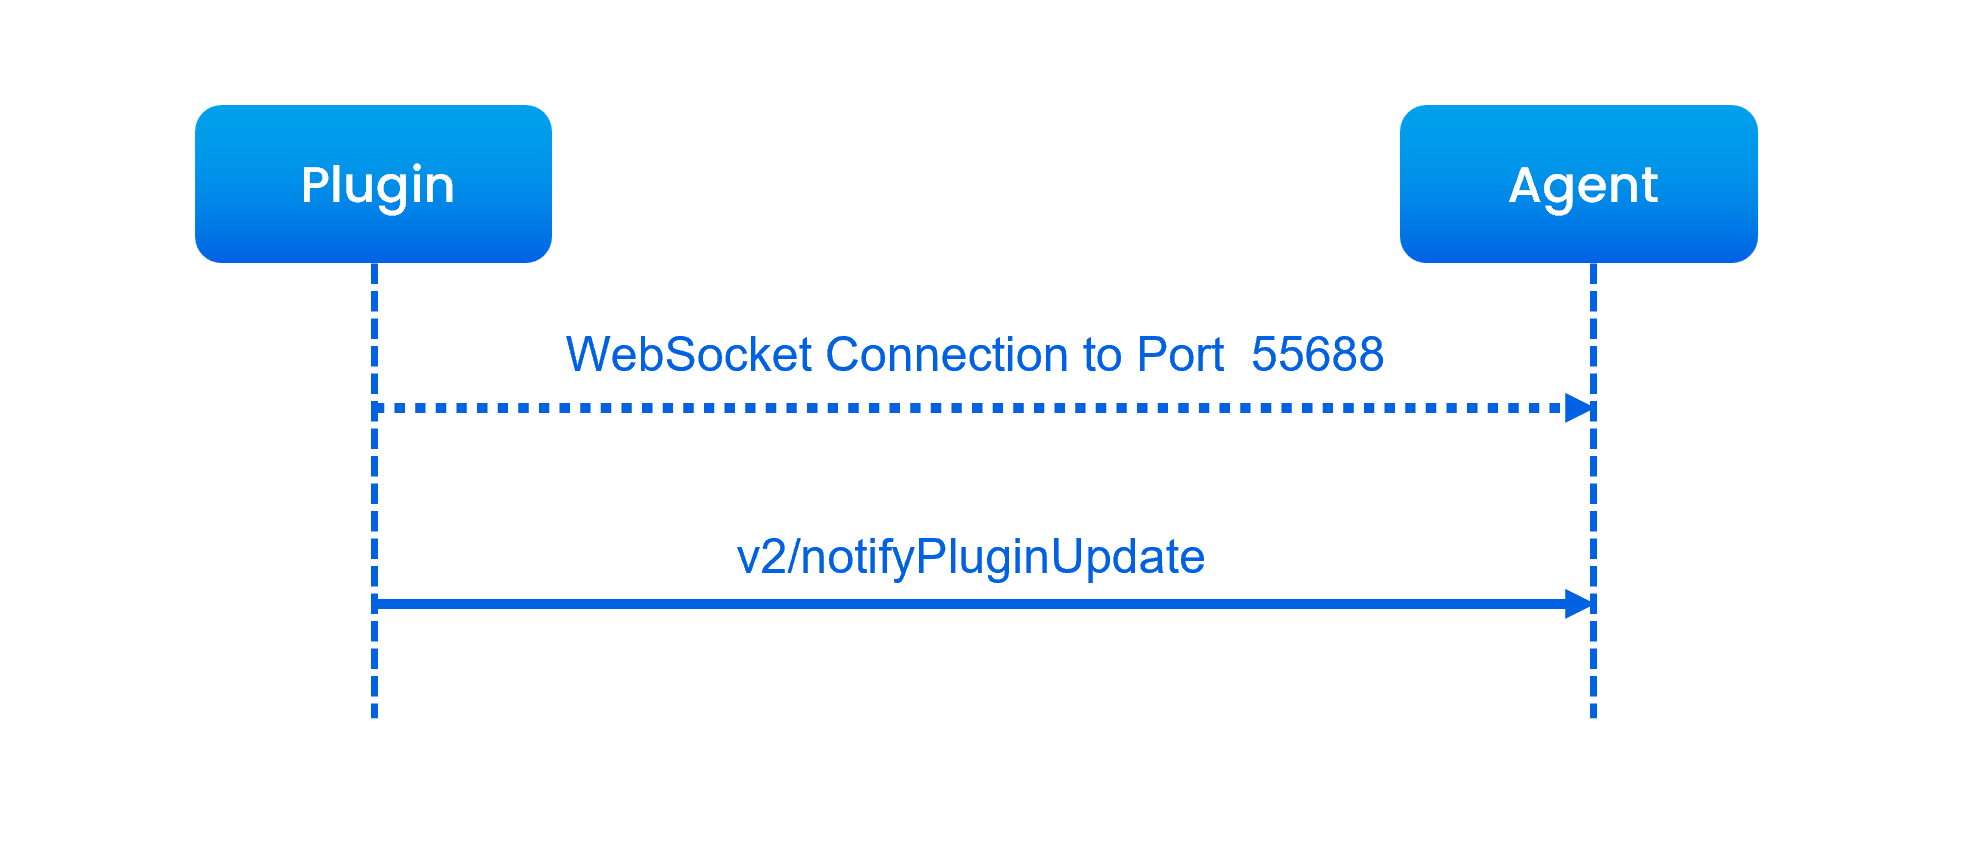 Plugin
Agent
WebSocket Connection to Port  55688
v2/notifyPluginUpdate